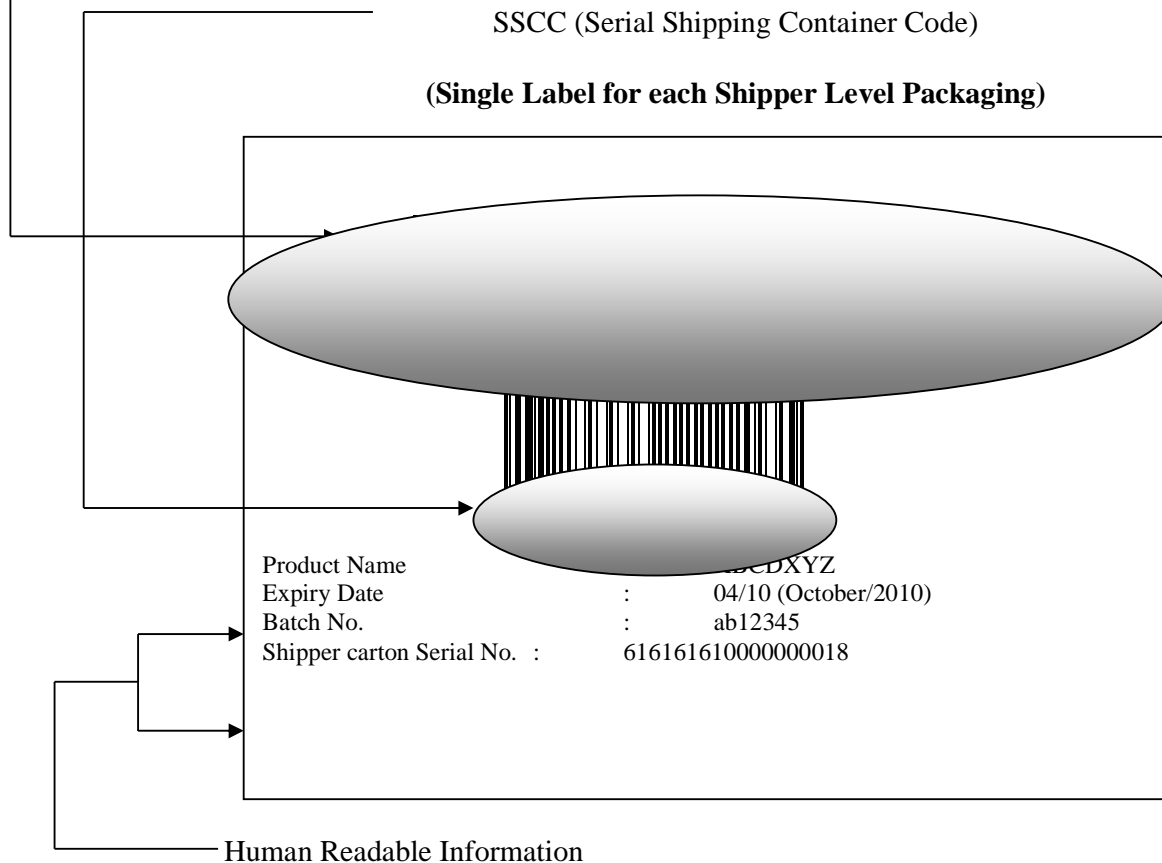 SSCC (Serial Shipping Container Code)
(Single Label for each Shipper Level Packaging)
Product Name
Expiry Date : 04/10 (October/2010)
Batch No. : ab12345
Shipper carton Serial No. : 616161610000000018
Human Readable Information